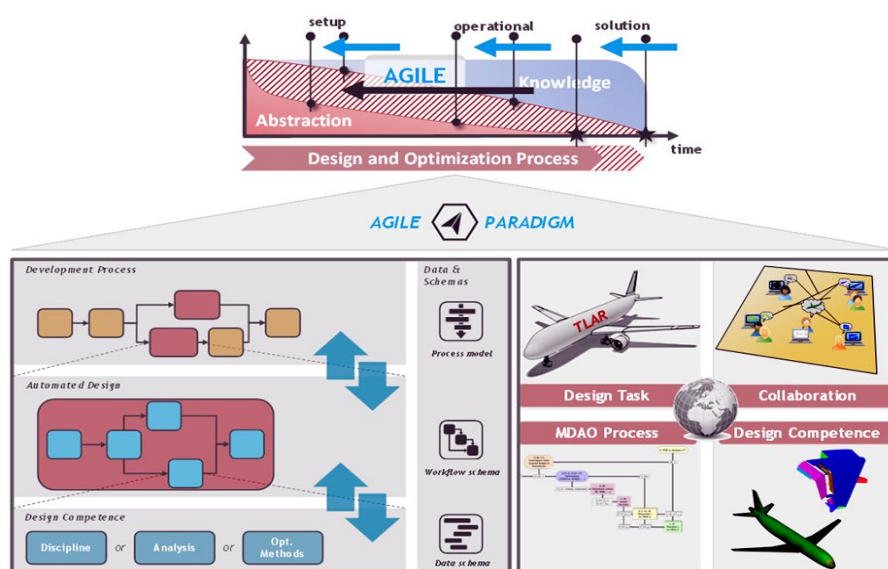 setup
operational
solution
AGILE
Knowledge
Abstraction
time
Design and Optimization Process
AGILE
PARADIGM
Development Process
Data &
Schemas
Process model
Automated Design
Workflow schema
Design Competence
Discipline
or
Analysis
or
Opt.
Methods
Data schema
TLAR
Design Task
Collaboration
MDAO Process
Design Competence